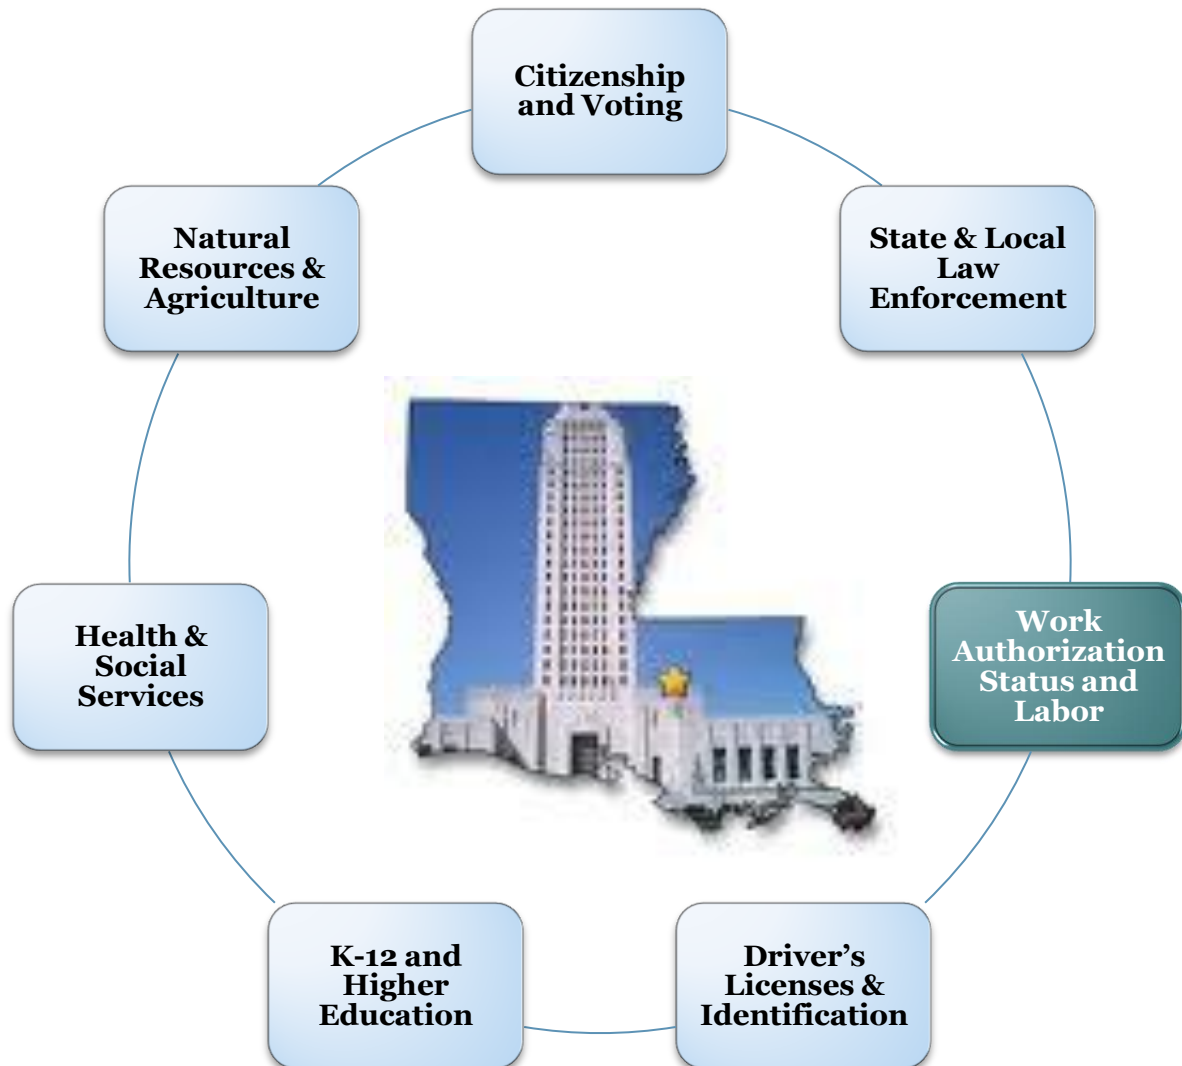 Citizenship
and Voting
State & Local
Law
Enforcement
Work
Authorization
Status and
Labor
Driver’s
Licenses &
Identification
K-12 and
Higher
Education
Health &
Social
Services
Natural
Resources &
Agriculture